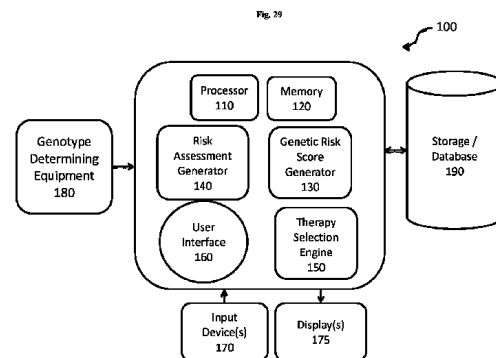 Fig. 29
100
Processor
110
Memory
120
Genotype
Determining
Equipment
180
Risk
Assessment
Generator
140
Genetic Risk
Score
Generator
130
Storage /
Database
190
User
Interface
160
Therapy
Selection
Engine
150
Input
Device(s)
170
Display(s)
175